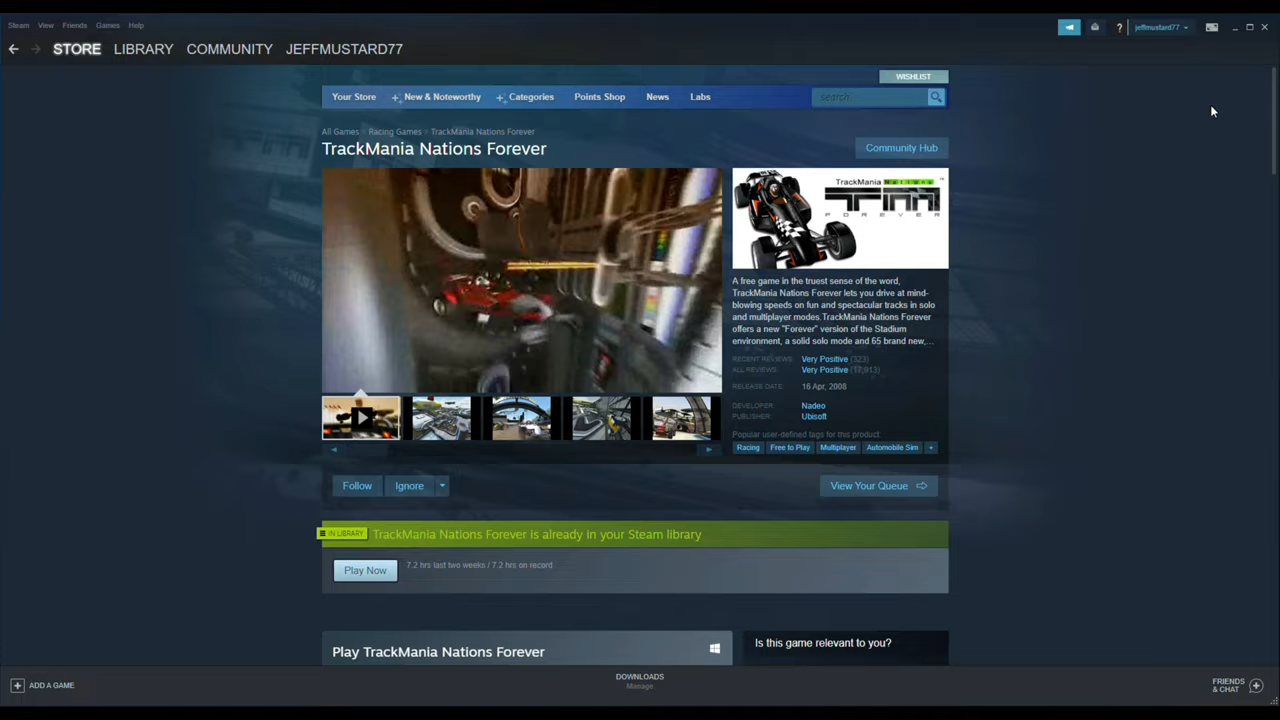 Steam View Friends Games Help
jeffmustard77
STORE LIBRARY COMMUNITY JEFFMUSTARD77
WISHLIST
Your Store New & Noteworthy Categories Points Shop News Labs search
All Games > Racing Games > TrackMania Nations Forever
TrackMania Nations Forever
Community Hub
TrackMania Nations
FOREVER
A free game in the truest sense of the word,
TrackMania Nations Forever lets you drive at mind-
blowing speeds on fun and spectacular tracks in solo
and multiplayer modes.TrackMania Nations Forever
offers a new "Forever" version of the Stadium
environment, a solid solo mode and 65 brand new,...
RECENT REVIEWS: Very Positive (323)
ALL REVIEWS: Very Positive (17,913)
RELEASE DATE: 16 Apr, 2008
DEVELOPER: Nadeo
PUBLISHER: Ubisoft
Popular user-defined tags for this product:
Racing Free to Play Multiplayer Automobile Sim +
Follow Ignore View Your Queue
IN LIBRARY TrackMania Nations Forever is already in your Steam library
Play Now 7.2 hrs last two weeks / 7.2 hrs on record
Play TrackMania Nations Forever
Is this game relevant to you?
ADD A GAME
DOWNLOADS
Manage
FRIENDS
& CHAT